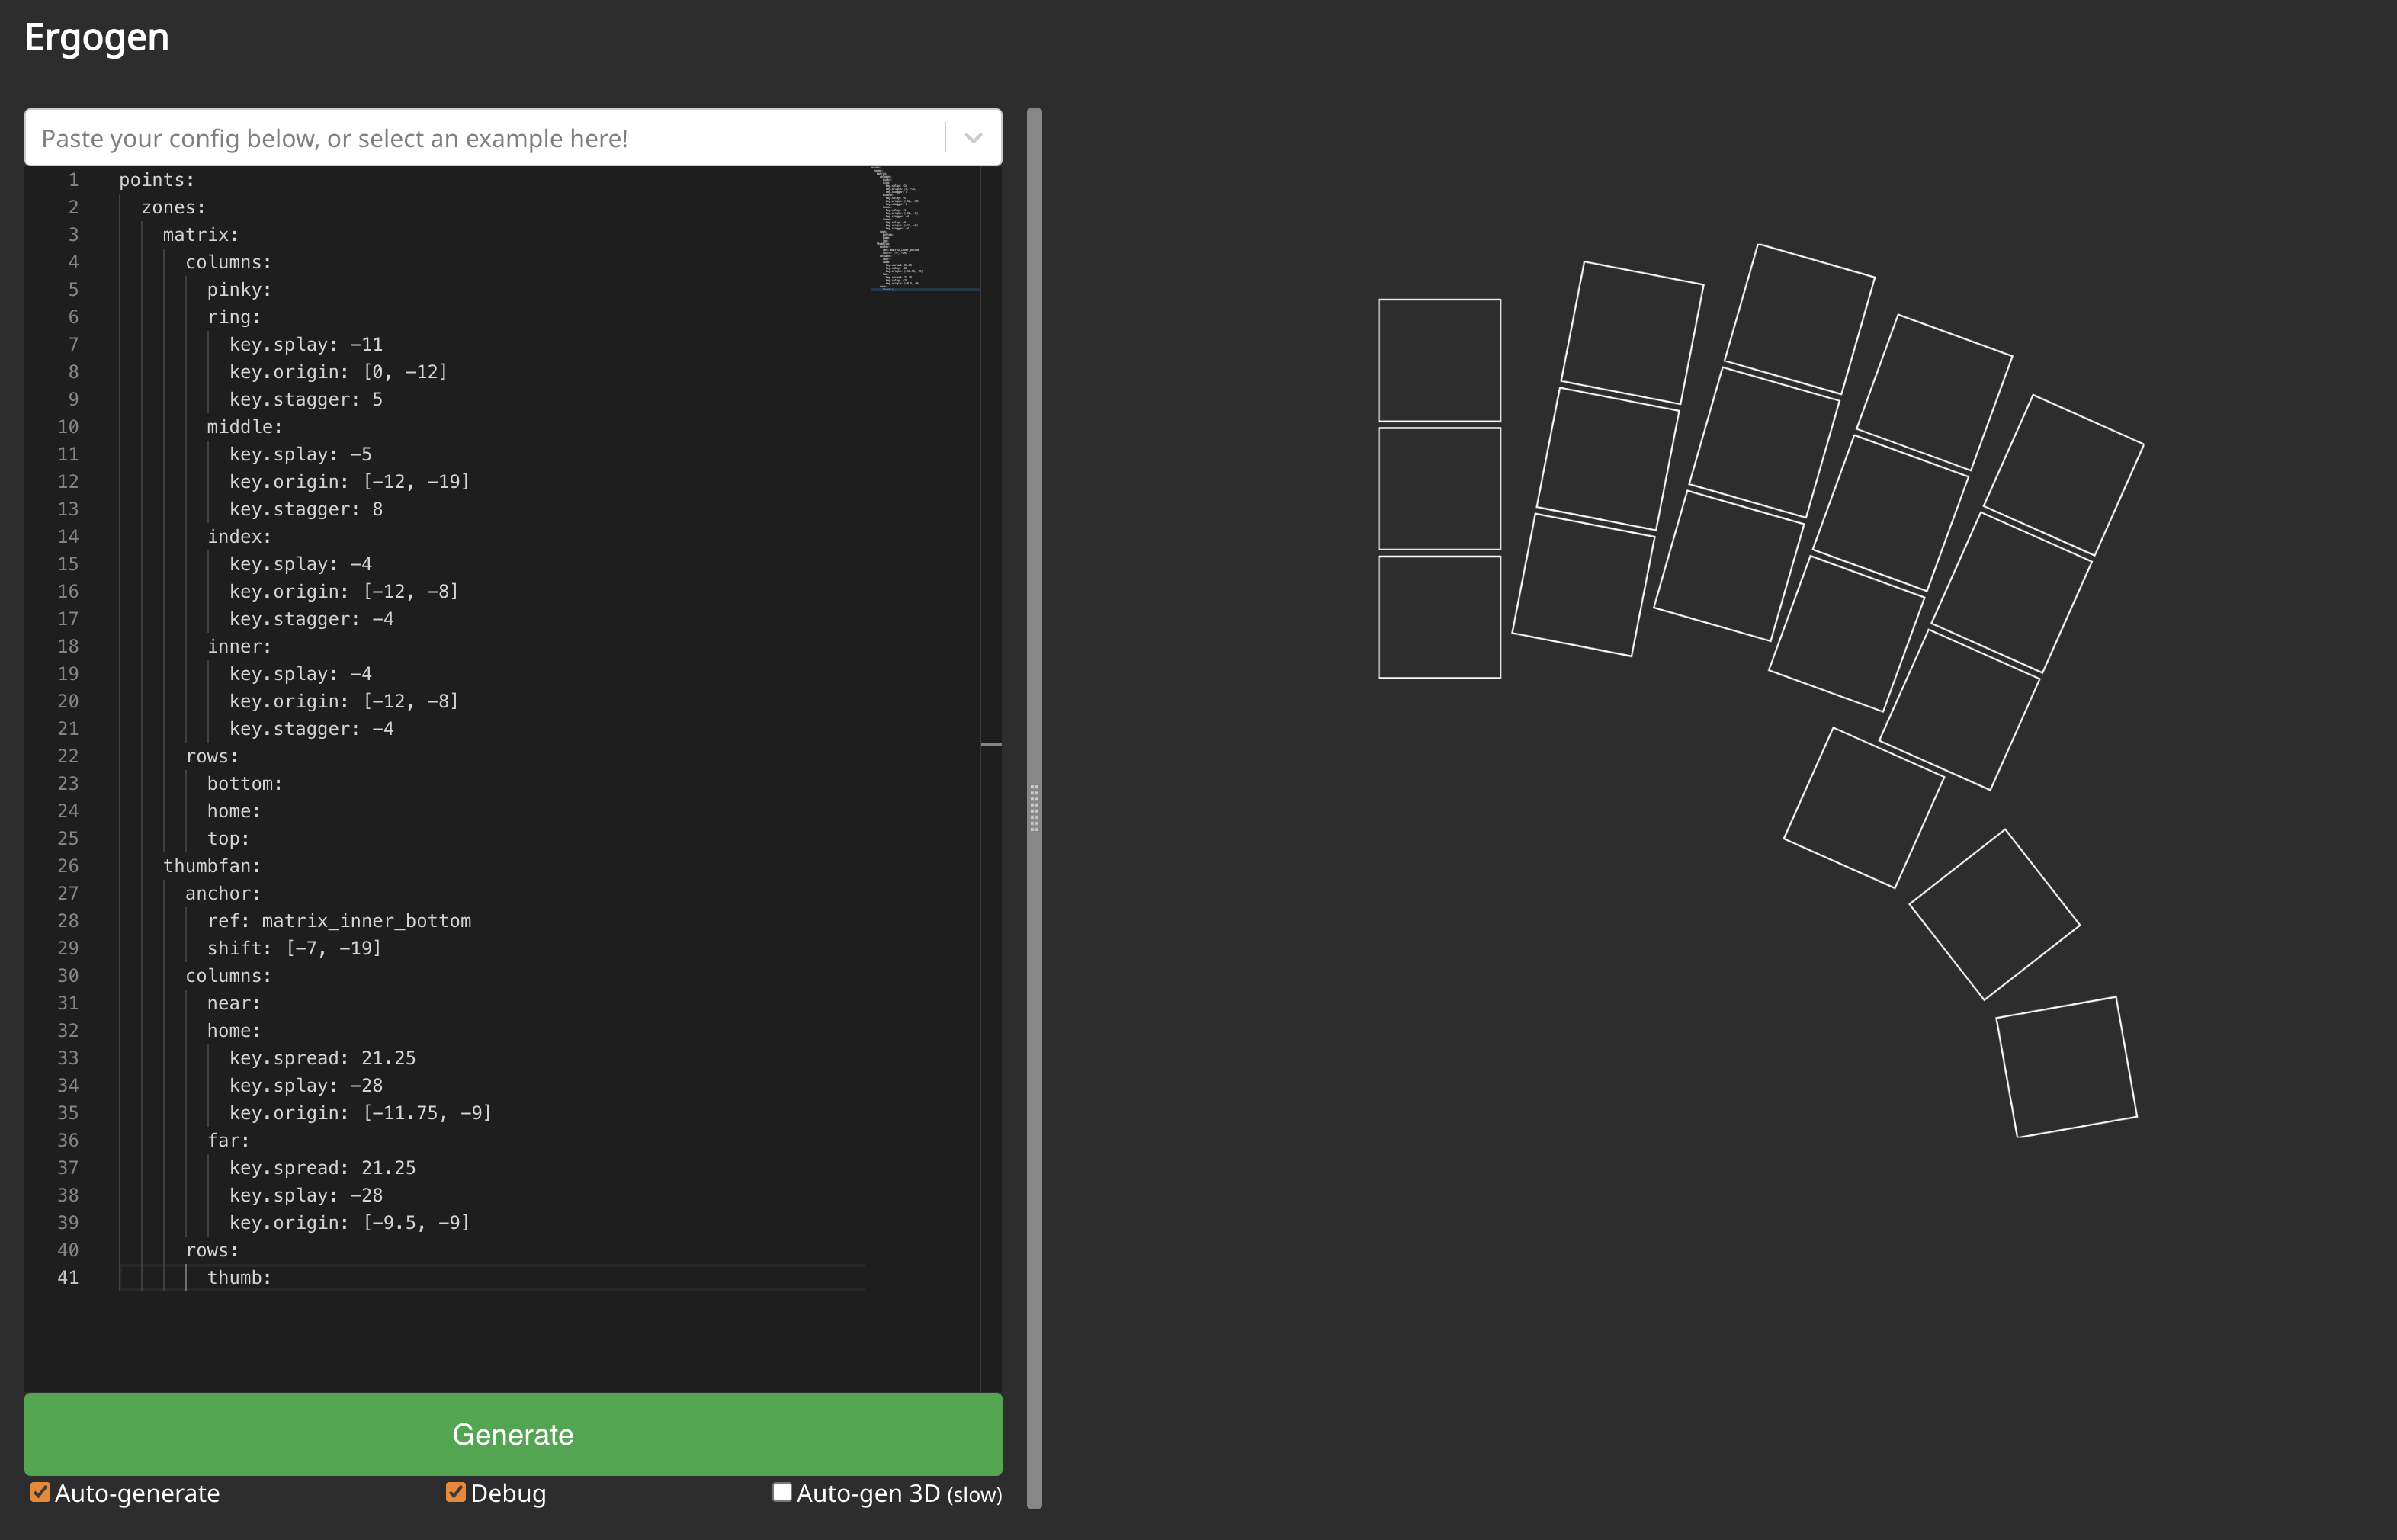 Ergogen
Paste your config below, or select an example here!
1 points:
2 zones:
3 matrix:
4 columns:
5 pinky:
6 ring:
7 key.splay: -11
8 key.origin: [0, -12]
9 key.stagger: 5
10 middle:
11 key.splay: -5
12 key.origin: [-12, -19]
13 key.stagger: 8
14 index:
15 key.splay: -4
16 key.origin: [-12, -8]
17 key.stagger: -4
18 inner:
19 key.splay: -4
20 key.origin: [-12, -8]
21 key.stagger: -4
22 rows:
23 bottom:
24 home:
25 top:
26 thumbfan:
27 anchor:
28 ref: matrix_inner_bottom
29 shift: [-7, -19]
30 columns:
31 near:
32 home:
33 key.spread: 21.25
34 key.splay: -28
35 key.origin: [-11.75, -9]
36 far:
37 key.spread: 21.25
38 key.splay: -28
39 key.origin: [-9.5, -9]
40 rows:
41 thumb:
Generate
Auto-generate Debug Auto-gen 3D (slow)